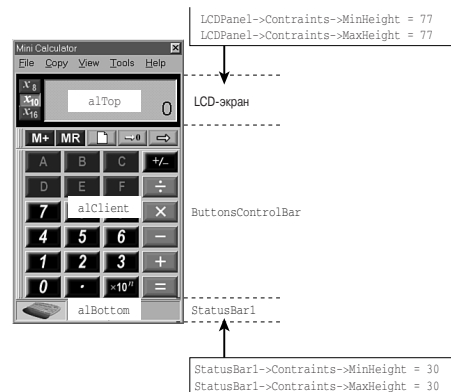 LCDPanel->Contraints->MinHeight = 77
LCDPanel->Contraints->MaxHeight = 77
Mini Calculator
File Copy View Tools Help
x8
x10
x16
alTop
0
LCD-экран
M+ MR
A B C +/–
D E F ÷
7 alClient ×
ButtonsControlBar
4 5 6 –
1 2 3 +
0 · ×10ⁿ =
alBottom
StatusBar1
StatusBar1->Contraints->MinHeight = 30
StatusBar1->Contraints->MaxHeight = 30